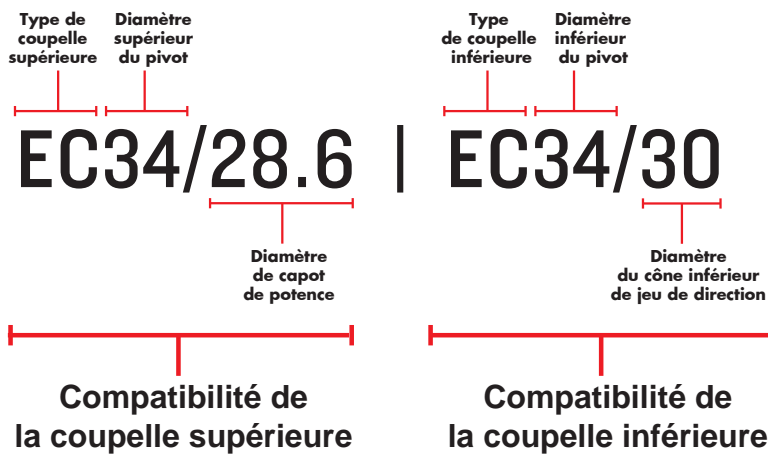 Type de
coupelle
supérieure
Diamètre
supérieur
du pivot
Type
de coupelle
inférieure
Diamètre
inférieur
du pivot
EC34/28.6 | EC34/30
Diamètre
de capot
de potence
Diamètre
du cône inférieur
de jeu de direction
Compatibilité de
la coupelle supérieure
Compatibilité de
la coupelle inférieure